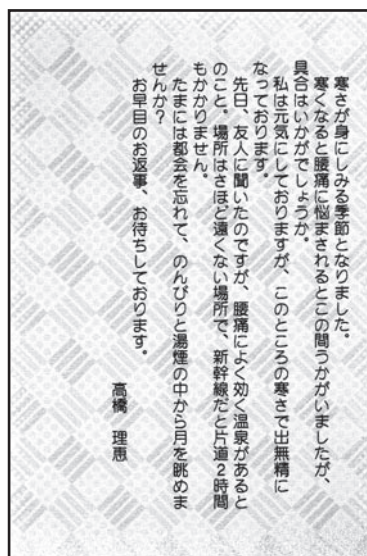 寒さが身にしみる季節となりました。
寒くなると腰痛に悩まされるとこの間うかがいましたが、
具合はいかがでしょうか。
私は元気にしておりますが、このところの寒さで出無精に
なっております。
先日、友人に聞いたのですが、腰痛によく効く温泉があると
のこと。場所はさほど遠くない場所で、新幹線だと片道2時間
もかかりません。
たまには都会を忘れて、のんびりと湯煙の中から月を眺めま
せんか?
お早目のお返事、お待ちしております。
高橋 理恵